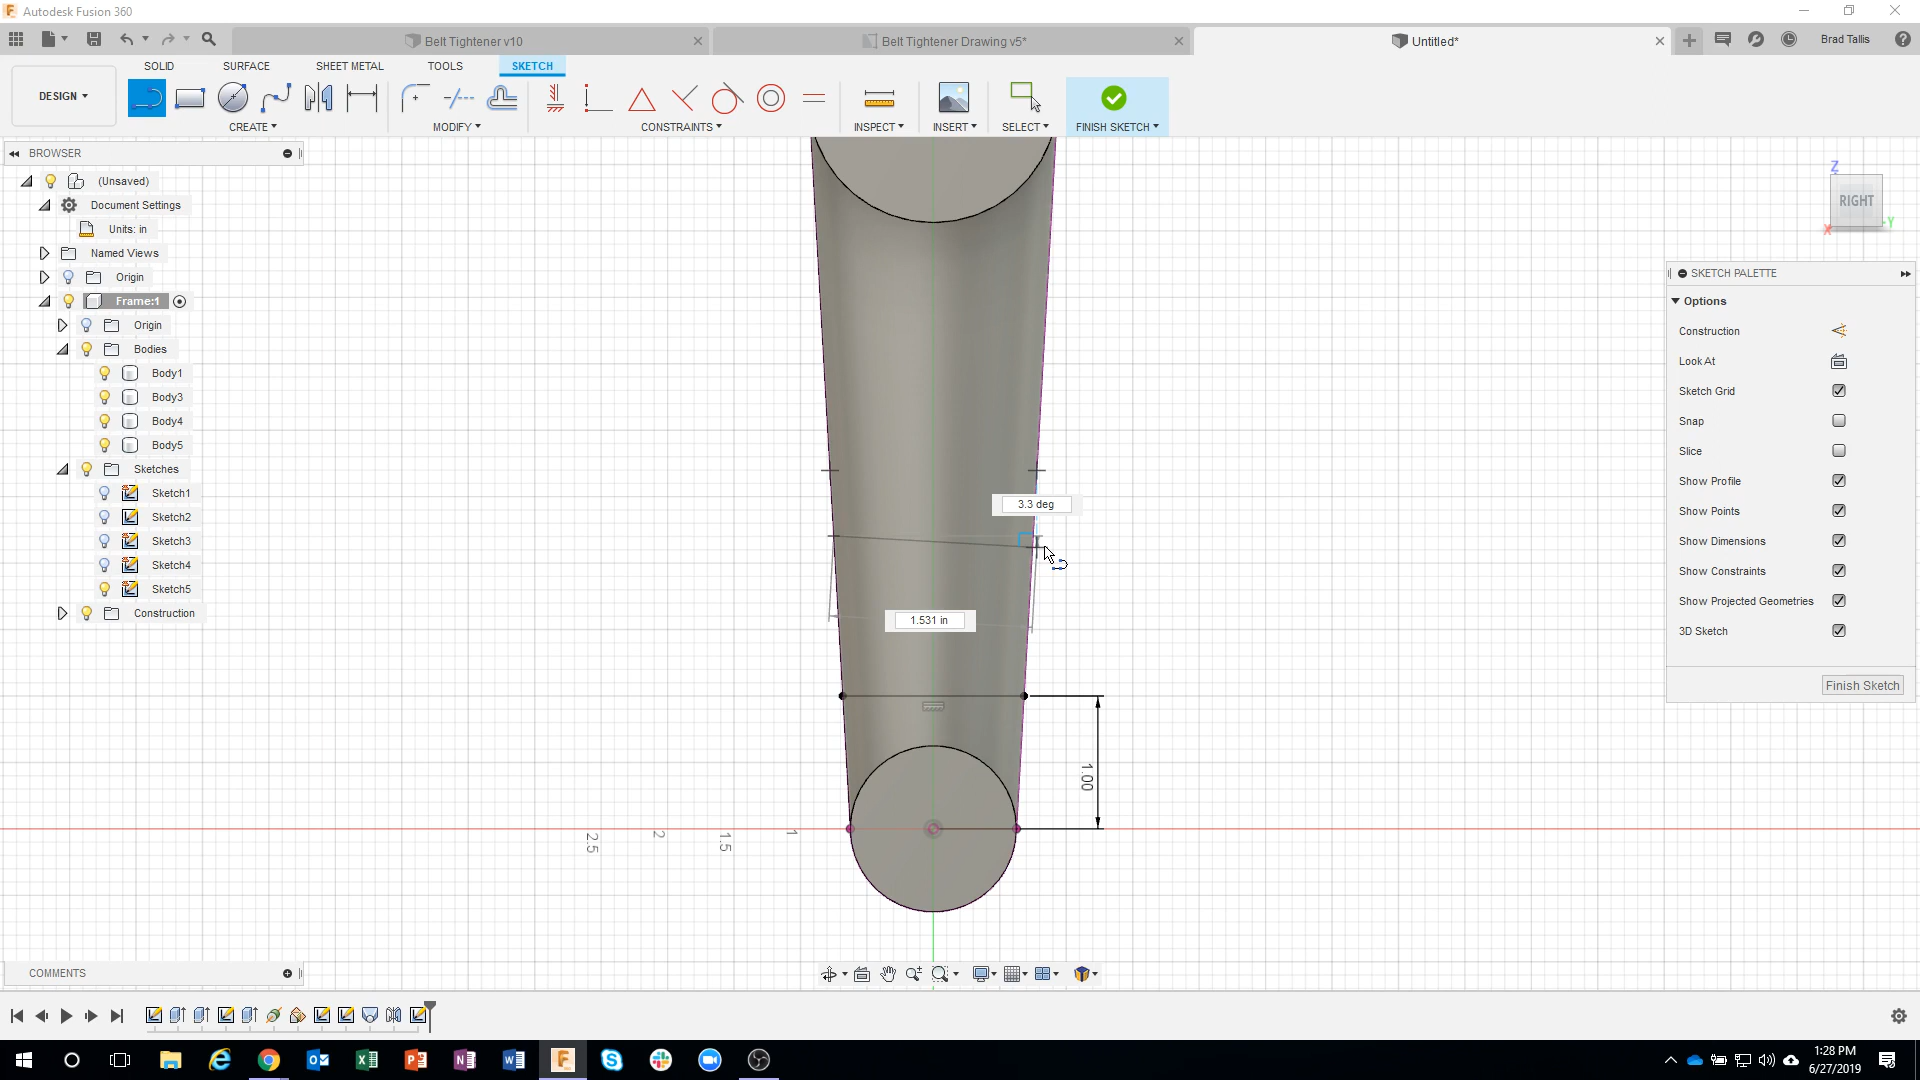 Autodesk Fusion 360
Belt Tightener v10
Belt Tightener Drawing v5*
Untitled*
Brad Tallis
DESIGN
SOLID
SURFACE
SHEET METAL
TOOLS
SKETCH
CREATE
MODIFY
CONSTRAINTS
INSPECT
INSERT
SELECT
FINISH SKETCH
BROWSER
(Unsaved)
Document Settings
Units: in
Named Views
Origin
Frame:1
Origin
Bodies
Body1
Body3
Body4
Body5
Sketches
Sketch1
Sketch2
Sketch3
Sketch4
Sketch5
Construction
3.3 deg
1.531 in
1.00
2.5
2
1.5
1
Z
RIGHT
Y
X
SKETCH PALETTE
Options
Construction
Look At
Sketch Grid
Snap
Slice
Show Profile
Show Points
Show Dimensions
Show Constraints
Show Projected Geometries
3D Sketch
Finish Sketch
COMMENTS
1:28 PM
6/27/2019